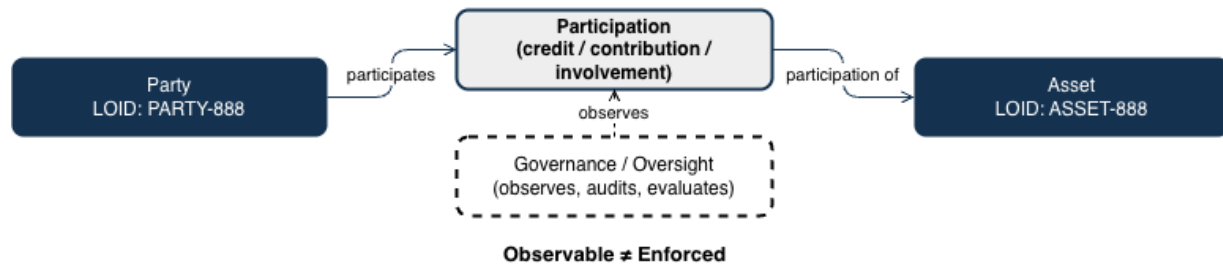 Participation
(credit / contribution /
involvement)
participates
participation of
Party
LOID: PARTY-888
Asset
LOID: ASSET-888
observes
Governance / Oversight
(observes, audits, evaluates)
Observable ≠ Enforced